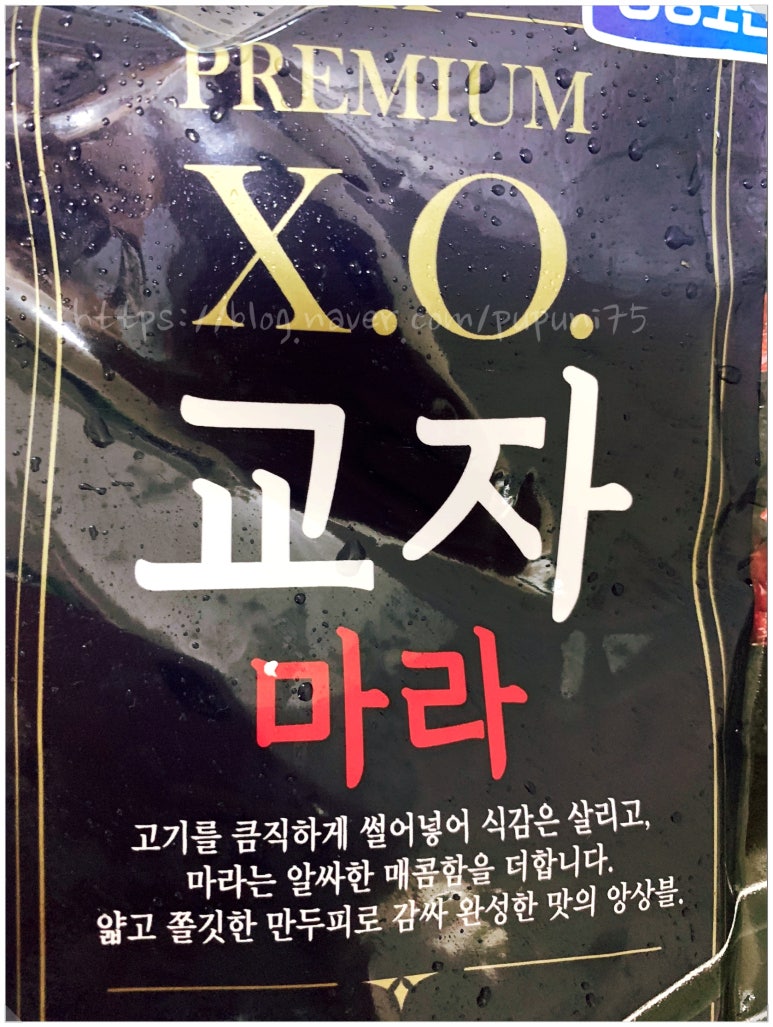 PREMIUM
X.O.
https://blog.naver.com/pupuni75
교자
마라
고기를 큼직하게 썰어넣어 식감은 살리고,
마라는 알싸한 매콤함을 더합니다.
얇고 쫄깃한 만두피로 감싸 완성한 맛의 앙상블.